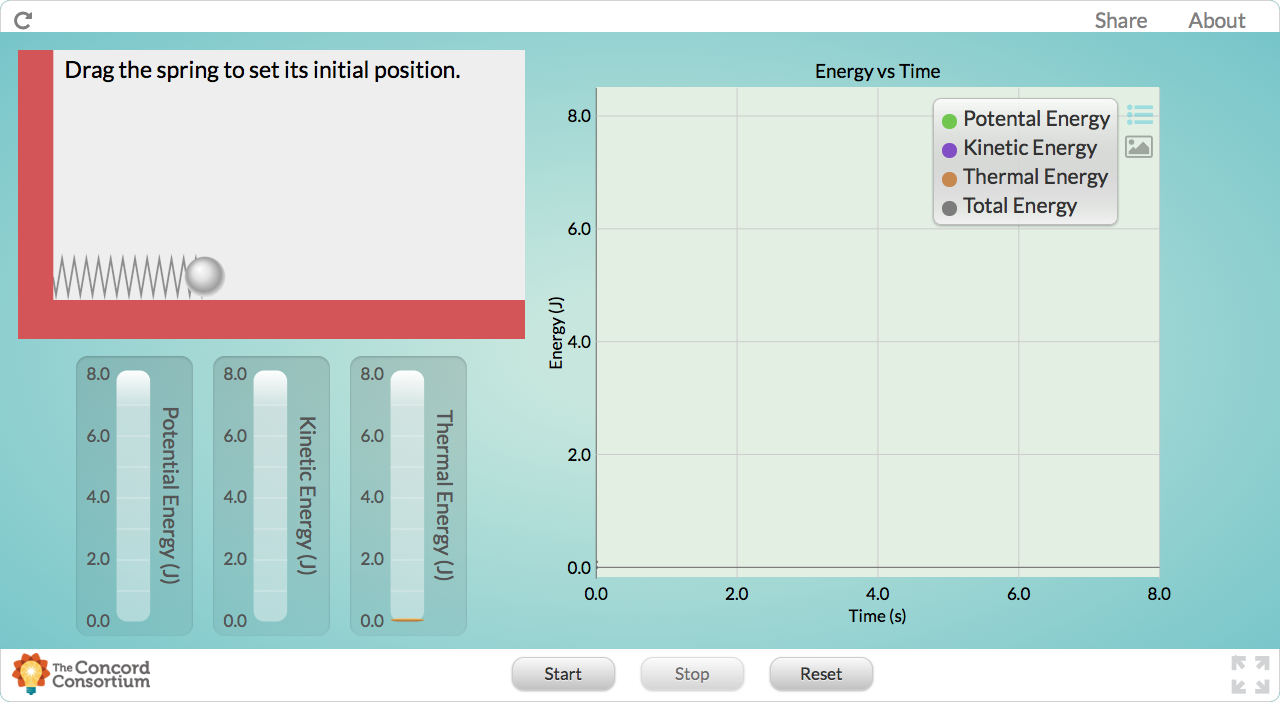 Share About
Drag the spring to set its initial position.
Energy vs Time
8.0
6.0
4.0
2.0
0.0
Energy (J)
0.0 2.0 4.0 6.0 8.0
Time (s)
Potental Energy
Kinetic Energy
Thermal Energy
Total Energy
8.0
6.0
4.0
2.0
0.0
Potential Energy (J)
8.0
6.0
4.0
2.0
0.0
Kinetic Energy (J)
8.0
6.0
4.0
2.0
0.0
Thermal Energy (J)
The Concord
Consortium
Start Stop Reset